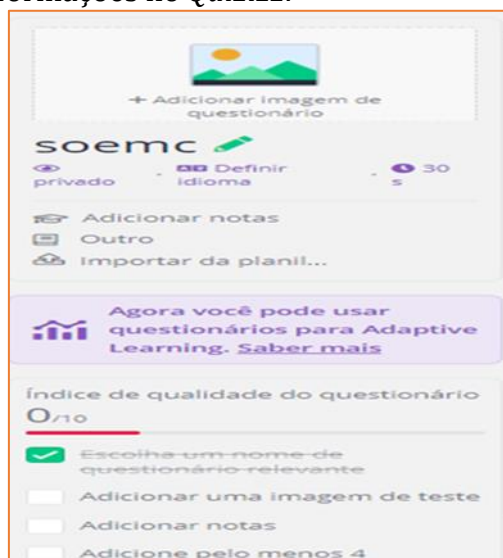 + Adicionar imagem de
questionário
soemc
privado · Definir idioma · 30 s
Adicionar notas
Outro
Importar da planil...
Agora você pode usar
questionários para Adaptive
Learning. Saber mais
Índice de qualidade do questionário
0/10
Escolha um nome de
questionário relevante
Adicionar uma imagem de teste
Adicionar notas
Adicione pelo menos 4